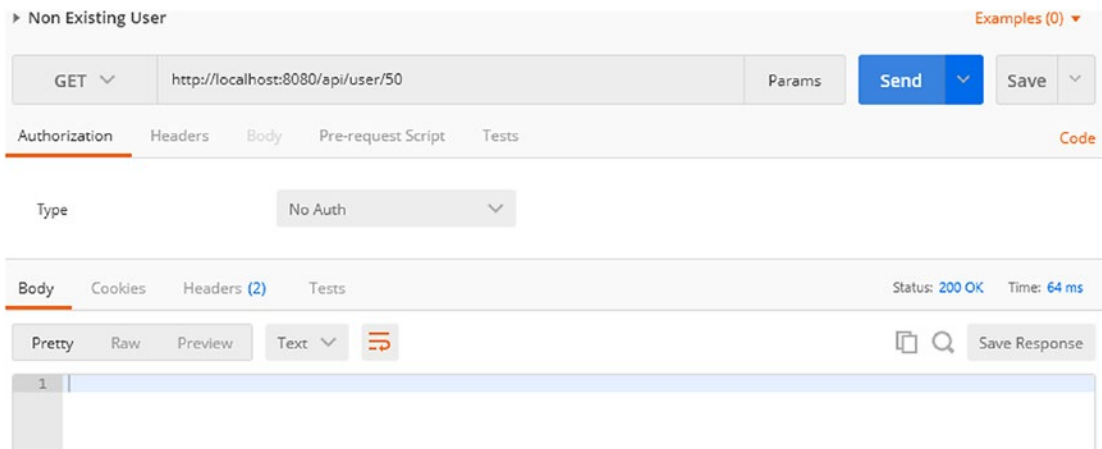 Non Existing User Examples (0)
GET http://localhost:8080/api/user/50 Params Send Save
Authorization Headers Body Pre-request Script Tests Code
Type No Auth
Body Cookies Headers (2) Tests Status: 200 OK Time: 64 ms
Pretty Raw Preview Text Save Response
1